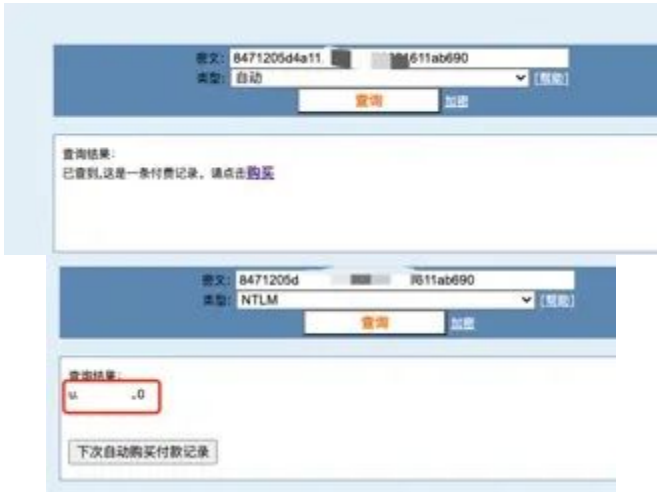 密文: 8471205d4a11 611ab690
类型: 自动 [帮助]
查询 加密
查询结果:
已查到,这是一条付费记录。请点击购买
密文: 8471205d 611ab690
类型: NTLM [帮助]
查询 加密
查询结果:
u. .0
下次自动购买付款记录